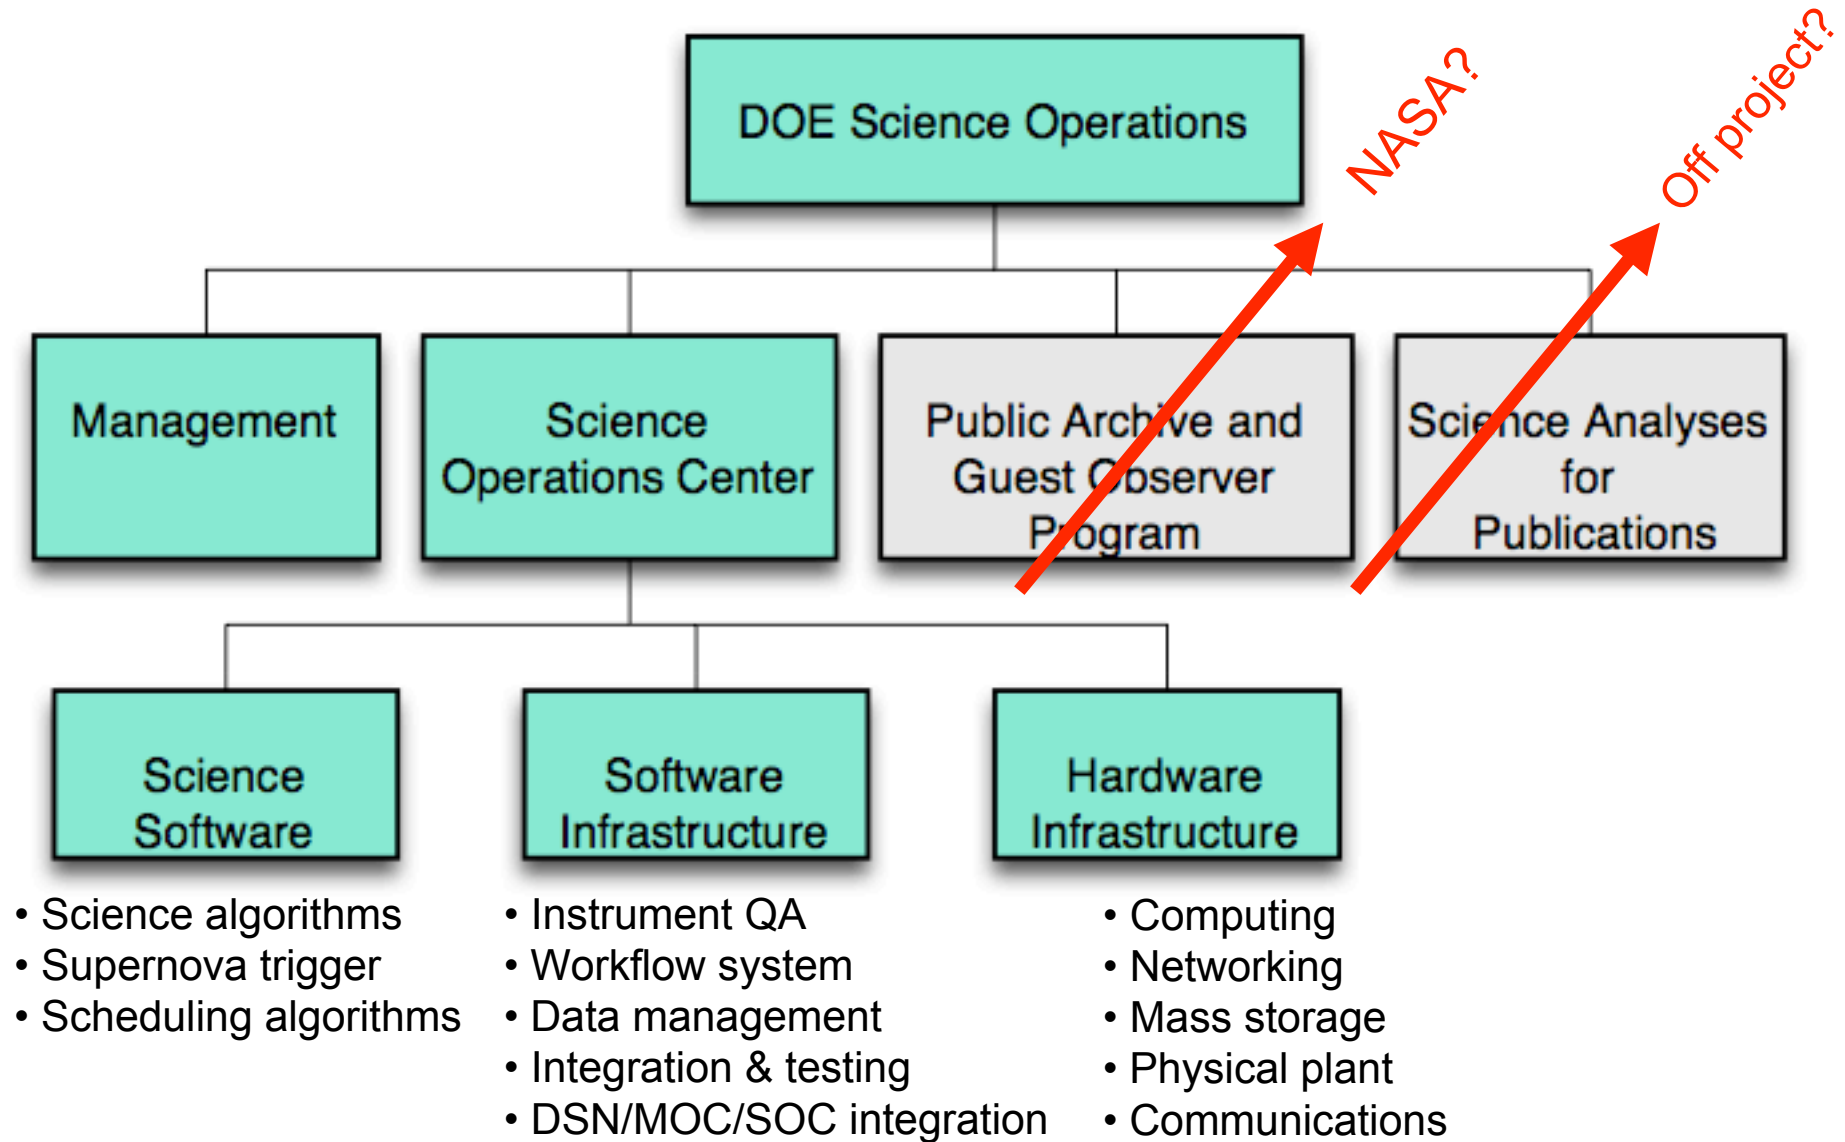 DOE Science Operations
NASA?
Off project?
Management
Science
Operations Center
Public Archive and
Guest Observer
Program
Science Analyses
for
Publications
Science
Software
Software
Infrastructure
Hardware
Infrastructure
• Science algorithms
• Supernova trigger
• Scheduling algorithms
• Instrument QA
• Workflow system
• Data management
• Integration & testing
• DSN/MOC/SOC integration
• Computing
• Networking
• Mass storage
• Physical plant
• Communications